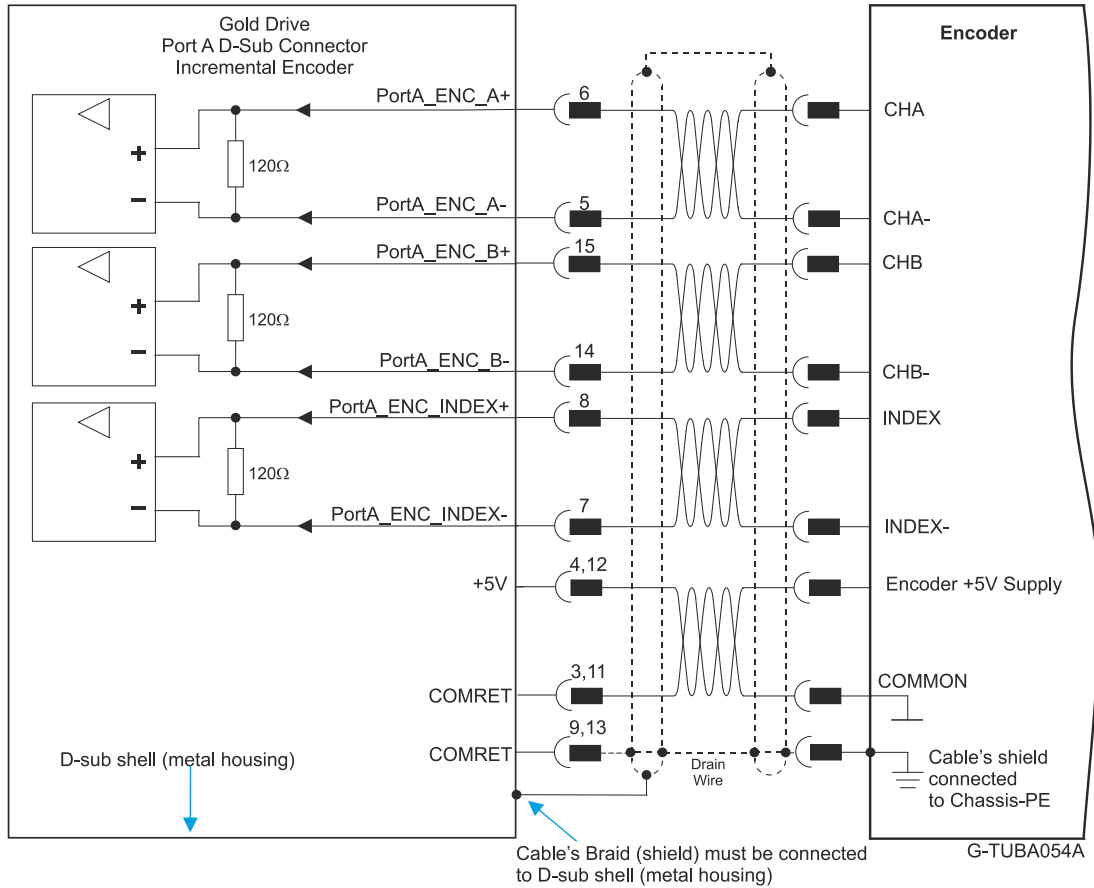 Gold Drive
Port A D-Sub Connector
Incremental Encoder
Encoder
PortA_ENC_A+
6
CHA
+
120Ω
−
PortA_ENC_A-
5
CHA-
PortA_ENC_B+
15
CHB
+
120Ω
−
PortA_ENC_B-
14
CHB-
PortA_ENC_INDEX+
8
INDEX
+
120Ω
−
PortA_ENC_INDEX-
7
INDEX-
+5V
4,12
Encoder +5V Supply
COMRET
3,11
COMMON
COMRET
9,13
Drain
Wire
Cable's shield
connected
to Chassis-PE
D-sub shell (metal housing)
Cable's Braid (shield) must be connected
to D-sub shell (metal housing)
G-TUBA054A